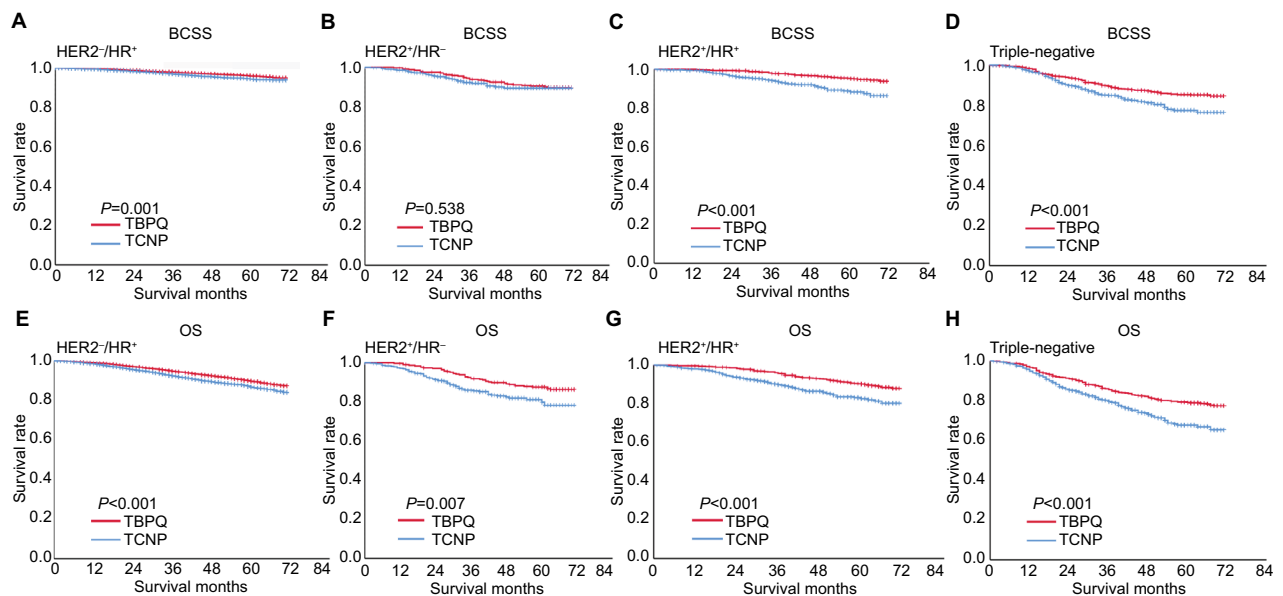 A
BCSS
HER2⁻/HR⁺
Survival rate
1.0
0.8
0.6
0.4
0.2
0.0
P=0.001
TBPQ
TCNP
0 12 24 36 48 60 72 84
Survival months
B
BCSS
HER2⁺/HR⁻
Survival rate
1.0
0.8
0.6
0.4
0.2
0.0
P=0.538
TBPQ
TCNP
0 12 24 36 48 60 72 84
Survival months
C
BCSS
HER2⁺/HR⁺
Survival rate
1.0
0.8
0.6
0.4
0.2
0.0
P<0.001
TBPQ
TCNP
0 12 24 36 48 60 72 84
Survival months
D
BCSS
Triple-negative
Survival rate
1.0
0.8
0.6
0.4
0.2
0.0
P<0.001
TBPQ
TCNP
0 12 24 36 48 60 72 84
Survival months
E
OS
HER2⁻/HR⁺
Survival rate
1.0
0.8
0.6
0.4
0.2
0.0
P<0.001
TBPQ
TCNP
0 12 24 36 48 60 72 84
Survival months
F
OS
HER2⁺/HR⁻
Survival rate
1.0
0.8
0.6
0.4
0.2
0.0
P=0.007
TBPQ
TCNP
0 12 24 36 48 60 72 84
Survival months
G
OS
HER2⁺/HR⁺
Survival rate
1.0
0.8
0.6
0.4
0.2
0.0
P<0.001
TBPQ
TCNP
0 12 24 36 48 60 72 84
Survival months
H
OS
Triple-negative
Survival rate
1.0
0.8
0.6
0.4
0.2
0.0
P<0.001
TBPQ
TCNP
0 12 24 36 48 60 72 84
Survival months